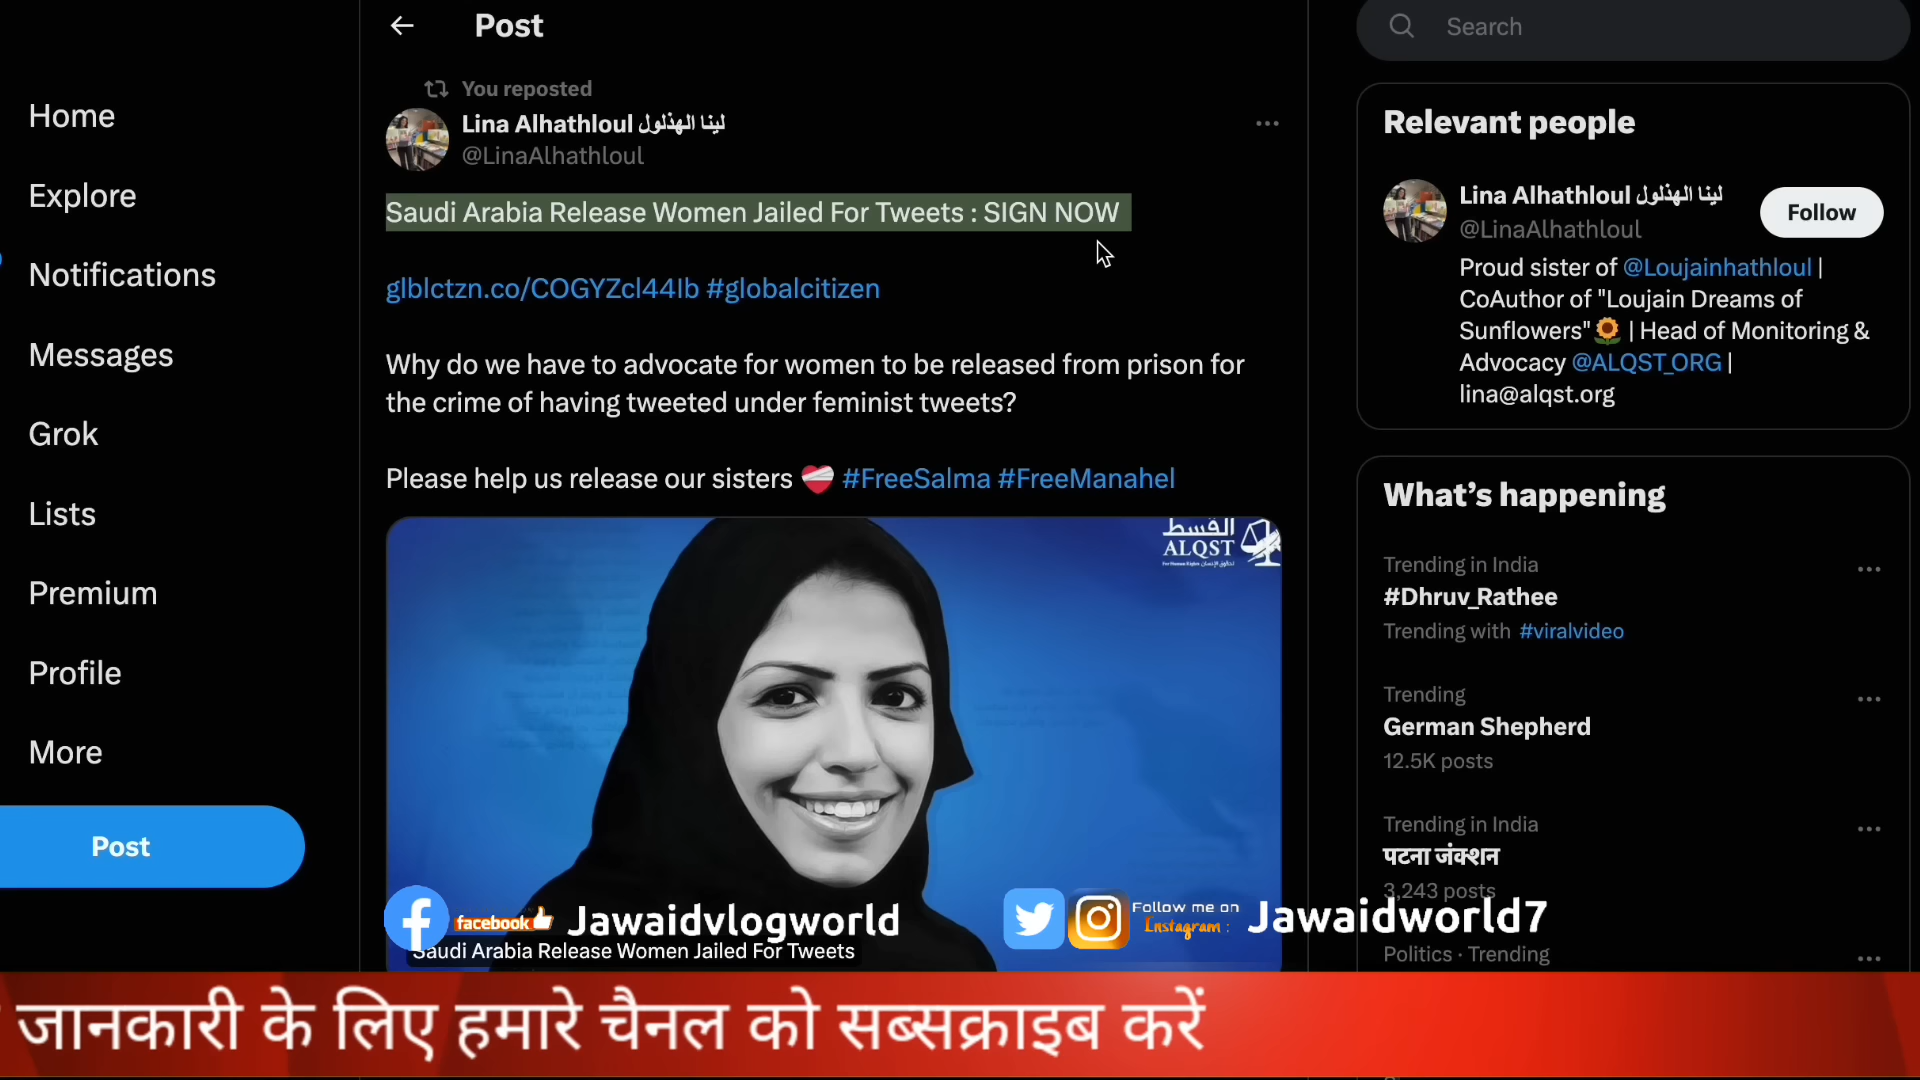 Post
Search
Home
Explore
Notifications
Messages
Grok
Lists
Premium
Profile
More
Post
You reposted
Lina Alhathloul لينا الهذلول
@LinaAlhathloul
Saudi Arabia Release Women Jailed For Tweets : SIGN NOW
glblctzn.co/COGYZcl44Ib #globalcitizen
Why do we have to advocate for women to be released from prison for
the crime of having tweeted under feminist tweets?
Please help us release our sisters #FreeSalma #FreeManahel
القسط
ALQST
Saudi Arabia Release Women Jailed For Tweets
Relevant people
Lina Alhathloul لينا الهذلول
@LinaAlhathloul
Follow
Proud sister of @Loujainhathloul |
CoAuthor of "Loujain Dreams of
Sunflowers"🌻 | Head of Monitoring &
Advocacy @ALQST_ORG |
lina@alqst.org
What's happening
Trending in India
#Dhruv_Rathee
Trending with #viralvideo
Trending
German Shepherd
12.5K posts
Trending in India
पटना जंक्शन
3,243 posts
Politics · Trending
facebook Jawaidvlogworld
Follow me on
Instagram :
Jawaidworld7
जानकारी के लिए हमारे चैनल को सब्सक्राइब करें